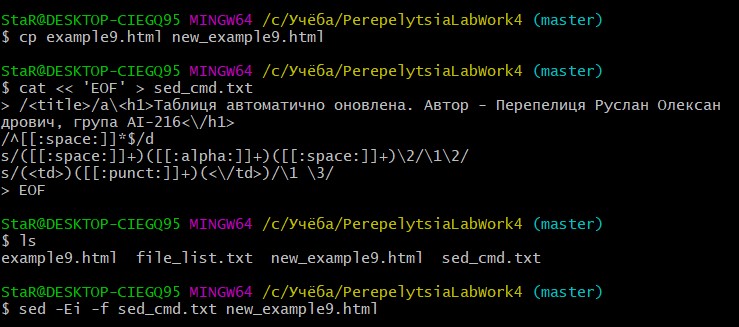 StaR@DESKTOP-CIEGQ95 MINGW64 /c/Учёба/PerepelytsiaLabWork4 (master)
$ cp example9.html new_example9.html
StaR@DESKTOP-CIEGQ95 MINGW64 /c/Учёба/PerepelytsiaLabWork4 (master)
$ cat << 'EOF' > sed_cmd.txt
> /<title>/a\<h1>Таблиця автоматично оновлена. Автор - Перепелиця Руслан Олексан
дрович, група АІ-216<\/h1>
/^[[:space:]]*$/d
s/([[:space:]]+)([[:alpha:]]+)([[:space:]]+)\2/\1\2/
s/(<td>)([[:punct:]]+)(<\/td>)/\1 \3/
> EOF
StaR@DESKTOP-CIEGQ95 MINGW64 /c/Учёба/PerepelytsiaLabWork4 (master)
$ ls
example9.html  file_list.txt  new_example9.html  sed_cmd.txt
StaR@DESKTOP-CIEGQ95 MINGW64 /c/Учёба/PerepelytsiaLabWork4 (master)
$ sed -Ei -f sed_cmd.txt new_example9.html